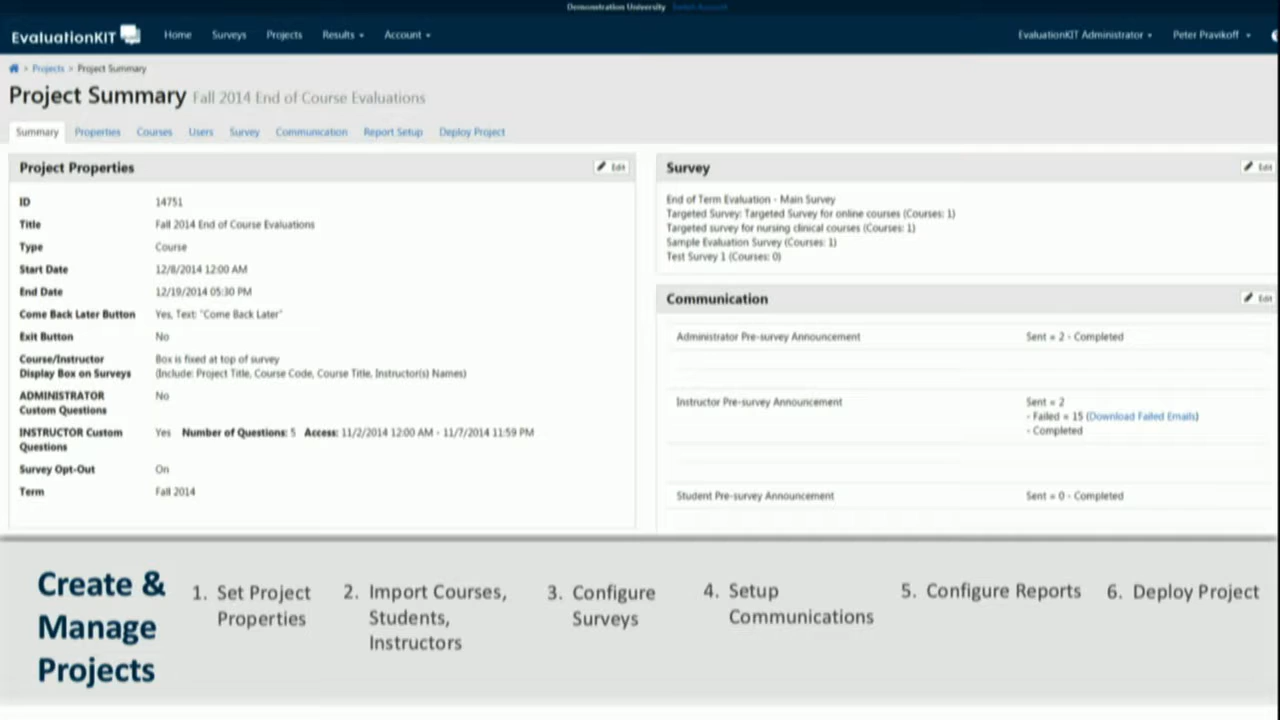 Demonstration University Switch Account
EvaluationKIT Home Surveys Projects Results Account EvaluationKIT Administrator Peter Pravikoff
> Projects > Project Summary
Project Summary Fall 2014 End of Course Evaluations
Summary Properties Courses Users Survey Communication Report Setup Deploy Project
Project Properties Edit
ID 14751
Title Fall 2014 End of Course Evaluations
Type Course
Start Date 12/8/2014 12:00 AM
End Date 12/19/2014 05:30 PM
Come Back Later Button Yes, Text: "Come Back Later"
Exit Button No
Course/Instructor Box is fixed at top of survey
Display Box on Surveys (Include: Project Title, Course Code, Course Title, Instructor(s) Names)
ADMINISTRATOR No
Custom Questions
INSTRUCTOR Custom Yes Number of Questions: 5 Access: 11/2/2014 12:00 AM - 11/7/2014 11:59 PM
Questions
Survey Opt-Out On
Term Fall 2014
Survey Edit
End of Term Evaluation - Main Survey
Targeted Survey: Targeted Survey for online courses (Courses: 1)
Targeted survey for nursing clinical courses (Courses: 1)
Sample Evaluation Survey (Courses: 1)
Test Survey 1 (Courses: 0)
Communication Edit
Administrator Pre-survey Announcement Sent = 2 - Completed
Instructor Pre-survey Announcement Sent = 2
- Failed = 15 (Download Failed Emails)
- Completed
Student Pre-survey Announcement Sent = 0 - Completed
Create &
Manage
Projects
1. Set Project
Properties
2. Import Courses,
Students,
Instructors
3. Configure
Surveys
4. Setup
Communications
5. Configure Reports
6. Deploy Project